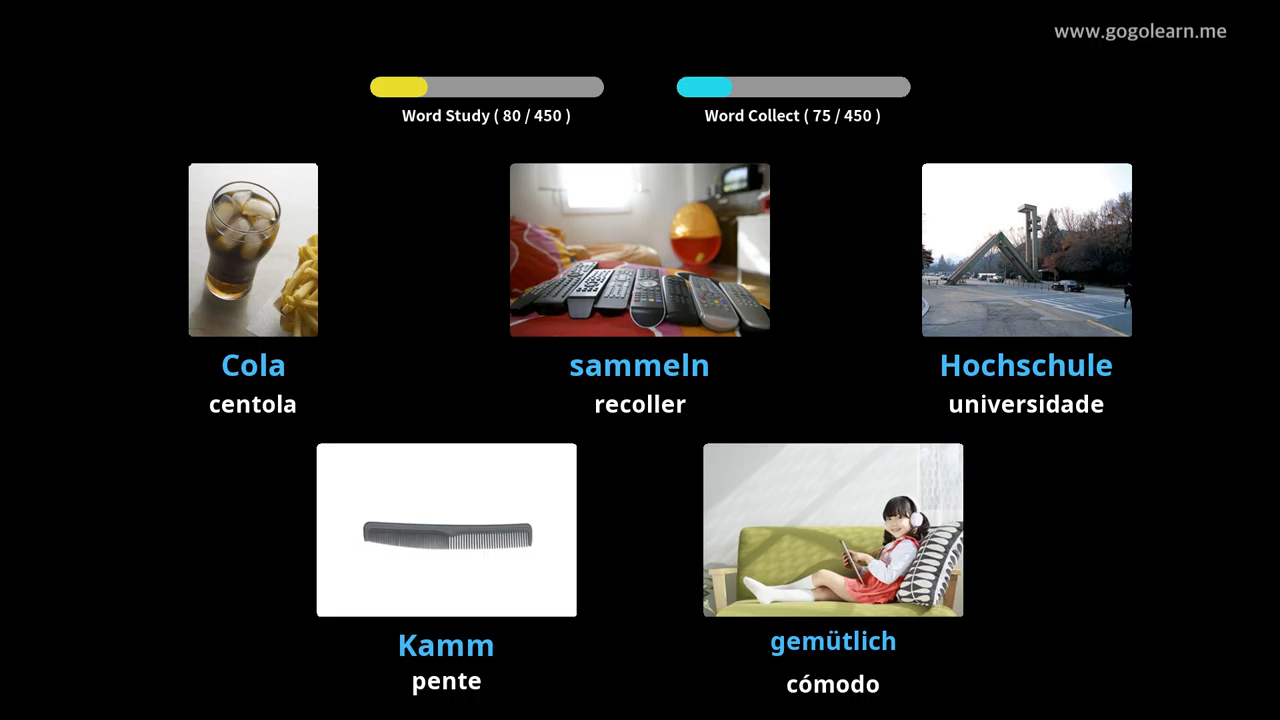 www.gogolearn.me
Word Study ( 80 / 450 )
Word Collect ( 75 / 450 )
Cola
centola
sammeln
recoller
Hochschule
universidade
Kamm
pente
gemütlich
cómodo